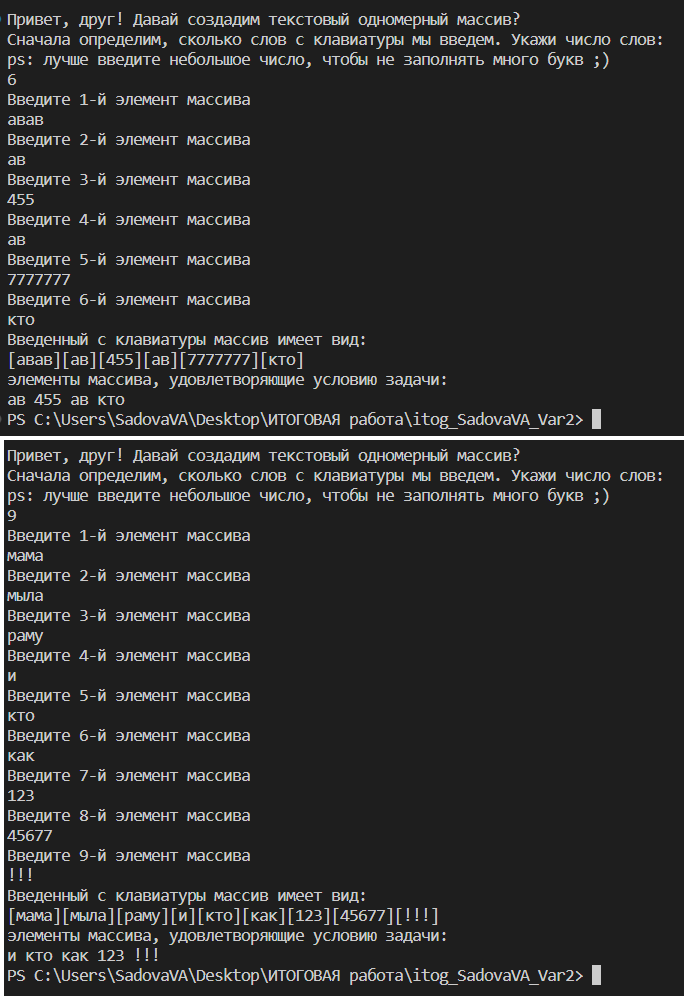 Привет, друг! Давай создадим текстовый одномерный массив?
Сначала определим, сколько слов с клавиатуры мы введем. Укажи число слов:
ps: лучше введите небольшое число, чтобы не заполнять много букв ;)
6
Введите 1-й элемент массива
авав
Введите 2-й элемент массива
ав
Введите 3-й элемент массива
455
Введите 4-й элемент массива
ав
Введите 5-й элемент массива
7777777
Введите 6-й элемент массива
кто
Введенный с клавиатуры массив имеет вид:
[авав][ав][455][ав][7777777][кто]
элементы массива, удовлетворяющие условию задачи:
ав 455 ав кто
PS C:\Users\SadovaVA\Desktop\ИТОГОВАЯ работа\itog_SadovaVA_Var2>
Привет, друг! Давай создадим текстовый одномерный массив?
Сначала определим, сколько слов с клавиатуры мы введем. Укажи число слов:
ps: лучше введите небольшое число, чтобы не заполнять много букв ;)
9
Введите 1-й элемент массива
мама
Введите 2-й элемент массива
мыла
Введите 3-й элемент массива
раму
Введите 4-й элемент массива
и
Введите 5-й элемент массива
кто
Введите 6-й элемент массива
как
Введите 7-й элемент массива
123
Введите 8-й элемент массива
45677
Введите 9-й элемент массива
!!!
Введенный с клавиатуры массив имеет вид:
[мама][мыла][раму][и][кто][как][123][45677][!!!]
элементы массива, удовлетворяющие условию задачи:
и кто как 123 !!!
PS C:\Users\SadovaVA\Desktop\ИТОГОВАЯ работа\itog_SadovaVA_Var2>